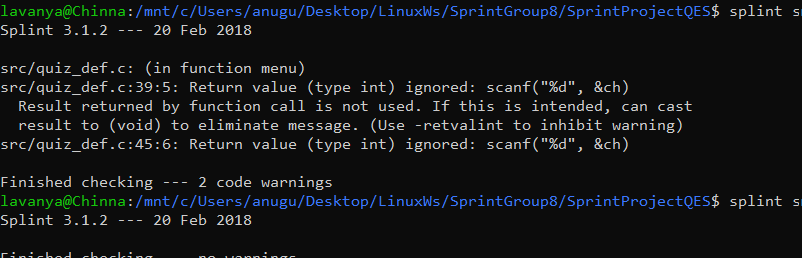 lavanya@Chinna:/mnt/c/Users/anugu/Desktop/LinuxWs/SprintGroup8/SprintProjectQES$ splint
Splint 3.1.2 --- 20 Feb 2018
src/quiz_def.c: (in function menu)
src/quiz_def.c:39:5: Return value (type int) ignored: scanf("%d", &ch)
Result returned by function call is not used. If this is intended, can cast
result to (void) to eliminate message. (Use -retvalint to inhibit warning)
src/quiz_def.c:45:6: Return value (type int) ignored: scanf("%d", &ch)
Finished checking --- 2 code warnings
lavanya@Chinna:/mnt/c/Users/anugu/Desktop/LinuxWs/SprintGroup8/SprintProjectQES$ splint
Splint 3.1.2 --- 20 Feb 2018
Finished checking --- no warnings